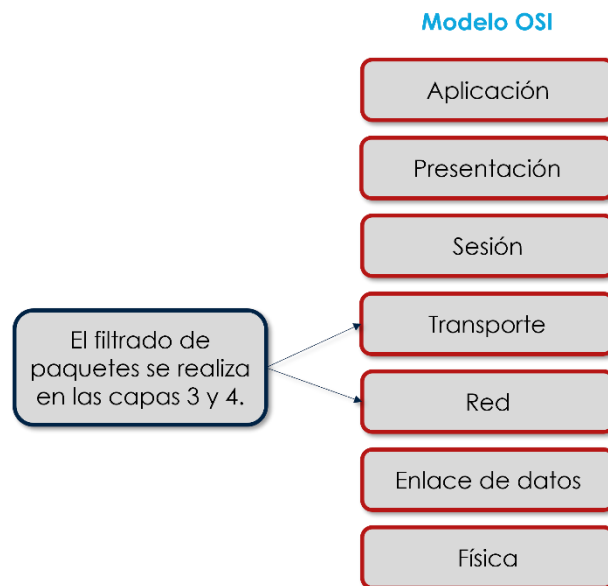 Modelo OSI
Aplicación
Presentación
Sesión
El filtrado de
paquetes se realiza
en las capas 3 y 4.
Transporte
Red
Enlace de datos
Física